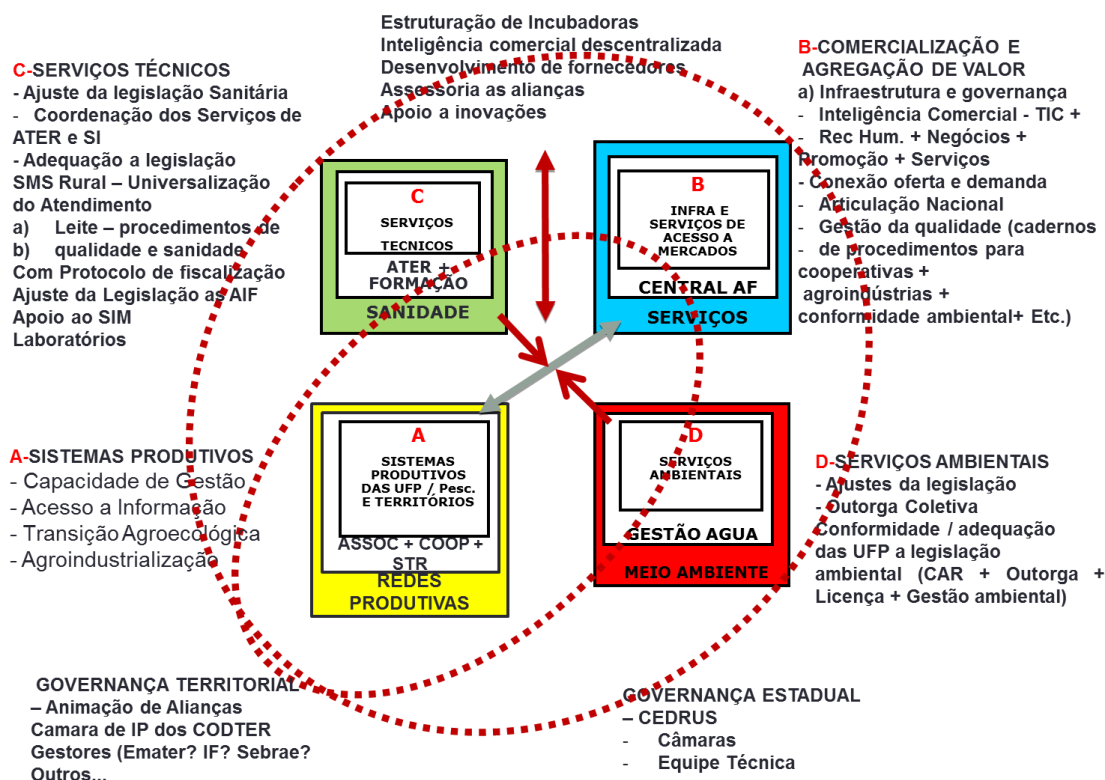 Estruturação de Incubadoras
Inteligência comercial descentralizada
Desenvolvimento de fornecedores
Assessoria as alianças
Apoio a inovações
C-SERVIÇOS TÉCNICOS
- Ajuste da legislação Sanitária
- Coordenação dos Serviços de
ATER e SI
- Adequação a legislação
SMS Rural – Universalização
do Atendimento
a) Leite – procedimentos de
b) qualidade e sanidade
Com Protocolo de fiscalização
Ajuste da Legislação as AIF
Apoio ao SIM
Laboratórios
C
SERVIÇOS
TECNICOS
ATER +
FORMAÇÃO
SANIDADE
B
INFRA E
SERVIÇOS DE
ACESSO A
MERCADOS
CENTRAL AF
SERVIÇOS
B-COMERCIALIZAÇÃO E
AGREGAÇÃO DE VALOR
a) Infraestrutura e governança
- Inteligência Comercial - TIC +
- Rec Hum. + Negócios +
Promoção + Serviços
- Conexão oferta e demanda
- Articulação Nacional
- Gestão da qualidade (cadernos
- de procedimentos para
cooperativas +
agroindústrias +
conformidade ambiental+ Etc.)
A-SISTEMAS PRODUTIVOS
- Capacidade de Gestão
- Acesso a Informação
- Transição Agroecológica
- Agroindustrialização
A
SISTEMAS
PRODUTIVOS
DAS UFP / Pesc.
E TERRITÓRIOS
ASSOC + COOP +
STR
REDES
PRODUTIVAS
D
SERVIÇOS
AMBIENTAIS
GESTÃO AGUA
MEIO AMBIENTE
D-SERVIÇOS AMBIENTAIS
- Ajustes da legislação
- Outorga Coletiva
Conformidade / adequação
das UFP a legislação
ambiental (CAR + Outorga +
Licença + Gestão ambiental)
GOVERNANÇA TERRITORIAL
– Animação de Alianças
Camara de IP dos CODTER
Gestores (Emater? IF? Sebrae?
Outros...
GOVERNANÇA ESTADUAL
– CEDRUS
- Câmaras
- Equipe Técnica